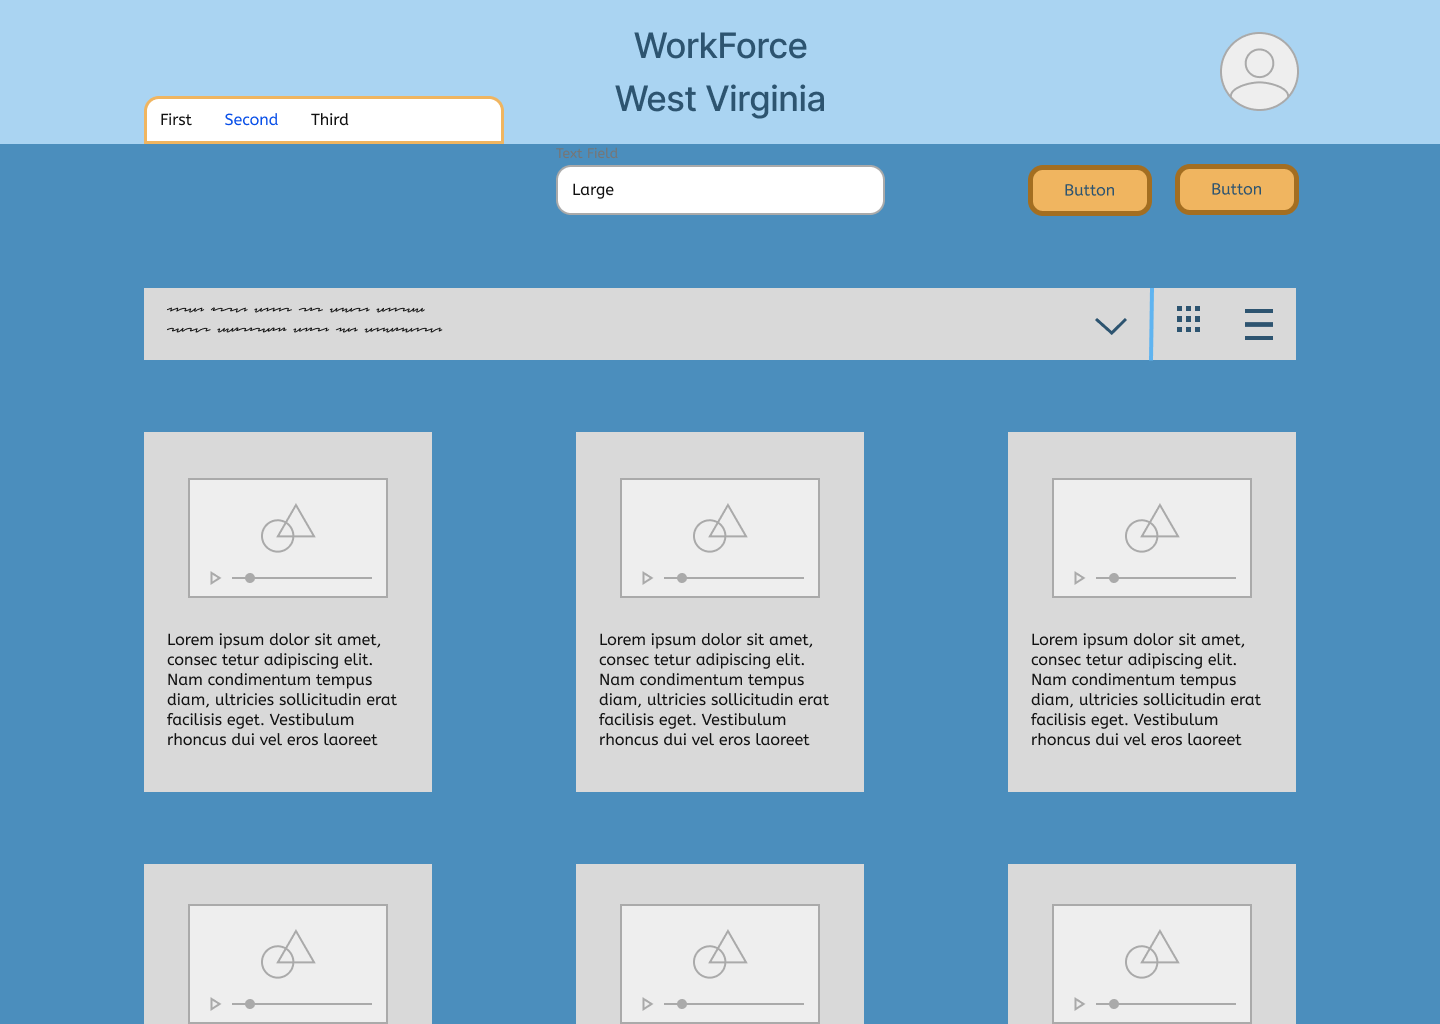 WorkForce
West Virginia
First Second Third
Text Field
Large
Button Button
Lorem ipsum dolor sit amet,
consec tetur adipiscing elit.
Nam condimentum tempus
diam, ultricies sollicitudin erat
facilisis eget. Vestibulum
rhoncus dui vel eros laoreet
Lorem ipsum dolor sit amet,
consec tetur adipiscing elit.
Nam condimentum tempus
diam, ultricies sollicitudin erat
facilisis eget. Vestibulum
rhoncus dui vel eros laoreet
Lorem ipsum dolor sit amet,
consec tetur adipiscing elit.
Nam condimentum tempus
diam, ultricies sollicitudin erat
facilisis eget. Vestibulum
rhoncus dui vel eros laoreet